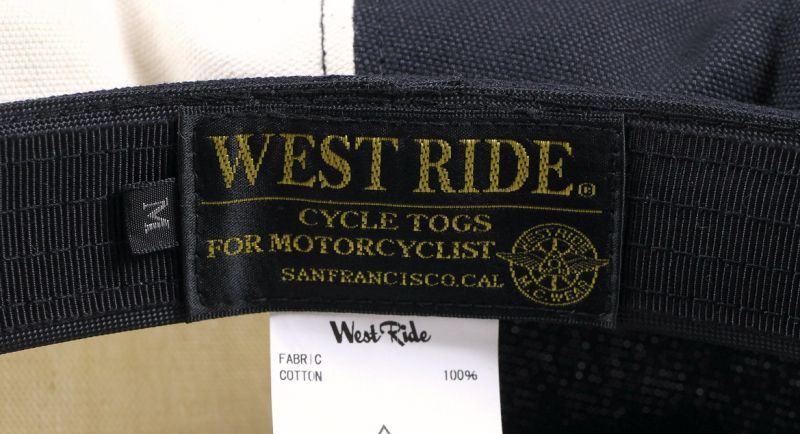 WEST RIDE®
CYCLE TOGS
FOR MOTORCYCLIST
SANFRANCISCO.CAL
M
West Ride
FABRIC
COTTON 100%